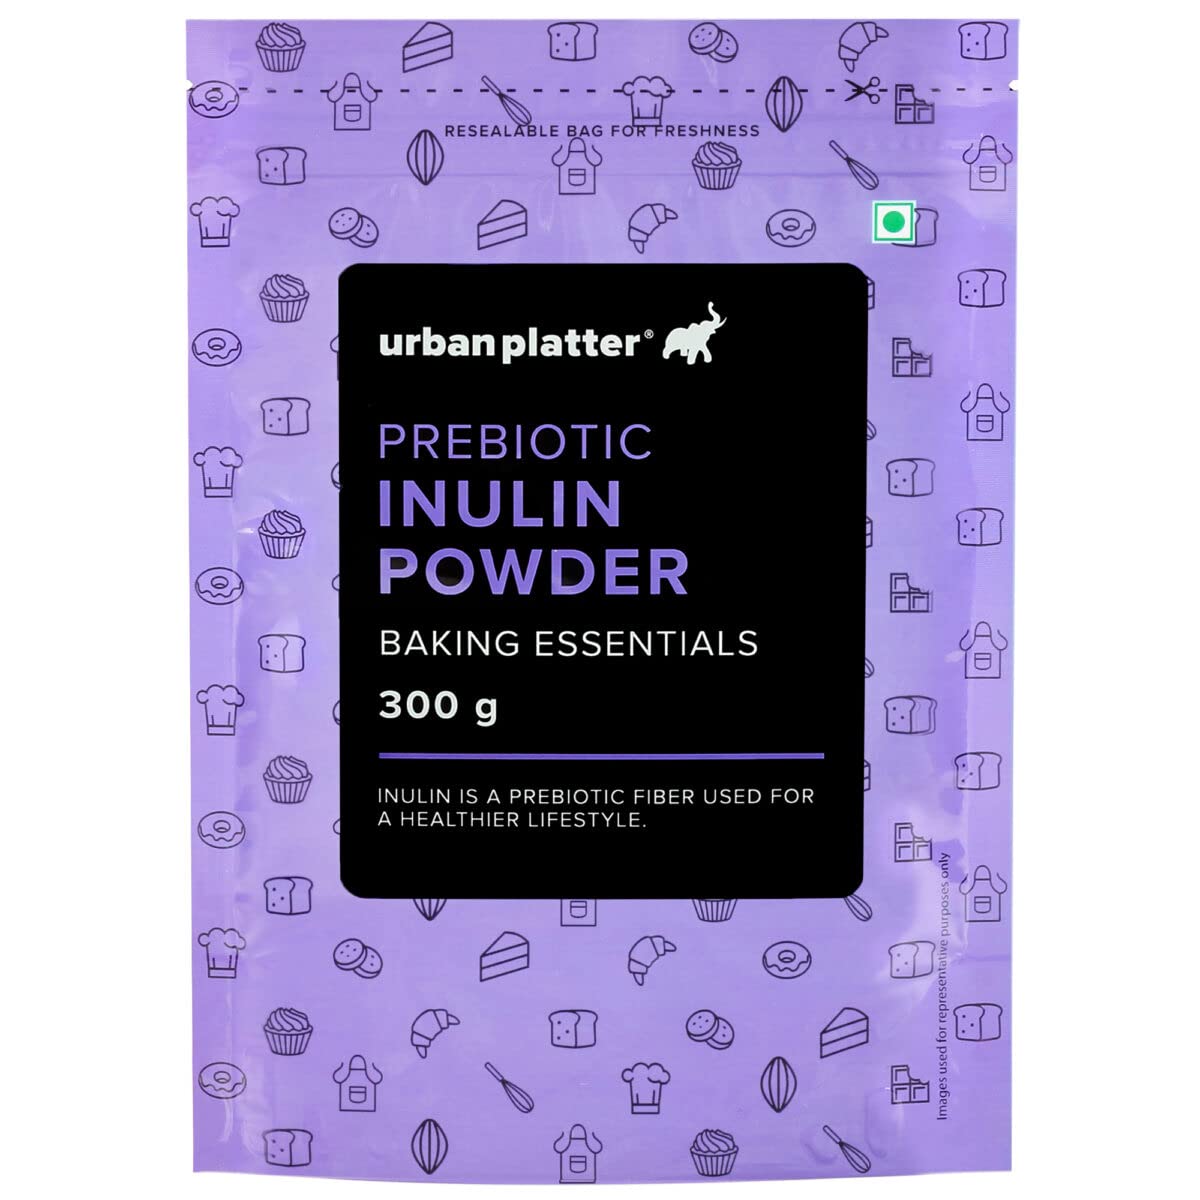 RESEALABLE BAG FOR FRESHNESS
urban platter®
PREBIOTIC
INULIN
POWDER
BAKING ESSENTIALS
300 g
INULIN IS A PREBIOTIC FIBER USED FOR
A HEALTHIER LIFESTYLE.
Images used for representative purposes only